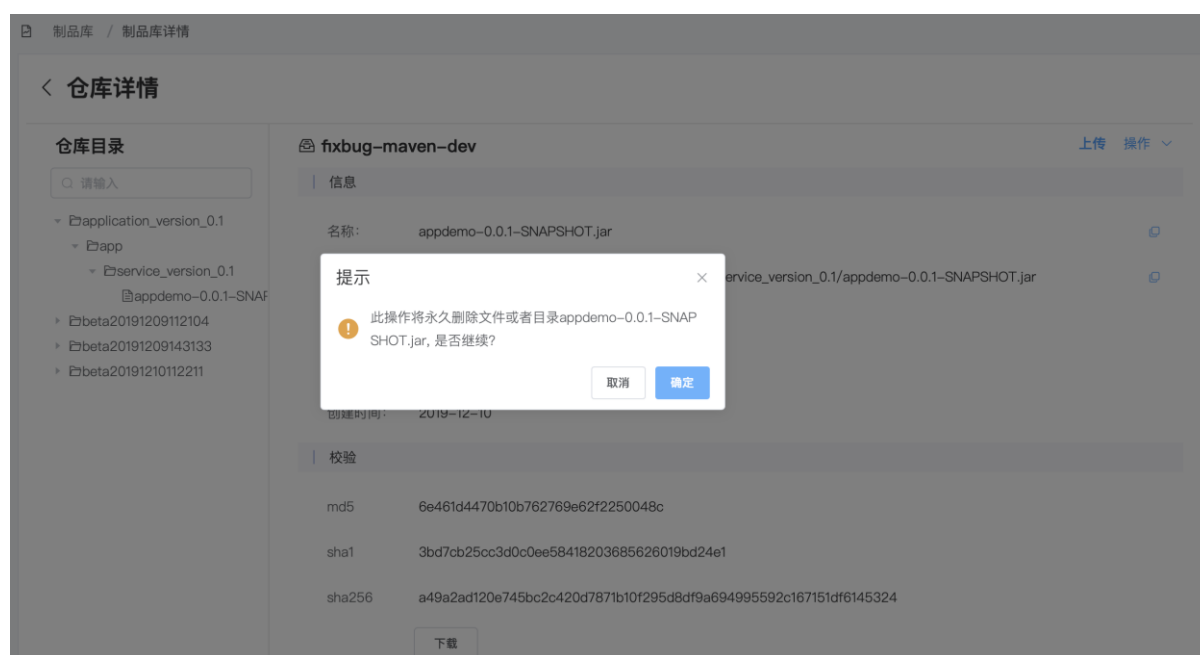 制品库 / 制品库详情
仓库详情
仓库目录
请输入
application_version_0.1
app
service_version_0.1
appdemo-0.0.1-SNAP
beta20191209112104
beta20191209143133
beta20191210112211
fixbug-maven-dev
上传 操作
信息
名称: appdemo-0.0.1-SNAPSHOT.jar
ervice_version_0.1/appdemo-0.0.1-SNAPSHOT.jar
提示
此操作将永久删除文件或者目录appdemo-0.0.1-SNAP
SHOT.jar, 是否继续?
取消 确定
创建时间: 2019-12-10
校验
md5 6e461d4470b10b762769e62f2250048c
sha1 3bd7cb25cc3d0c0ee58418203685626019bd24e1
sha256 a49a2ad120e745bc2c420d7871b10f295d8df9a694995592c167151df6145324
下载